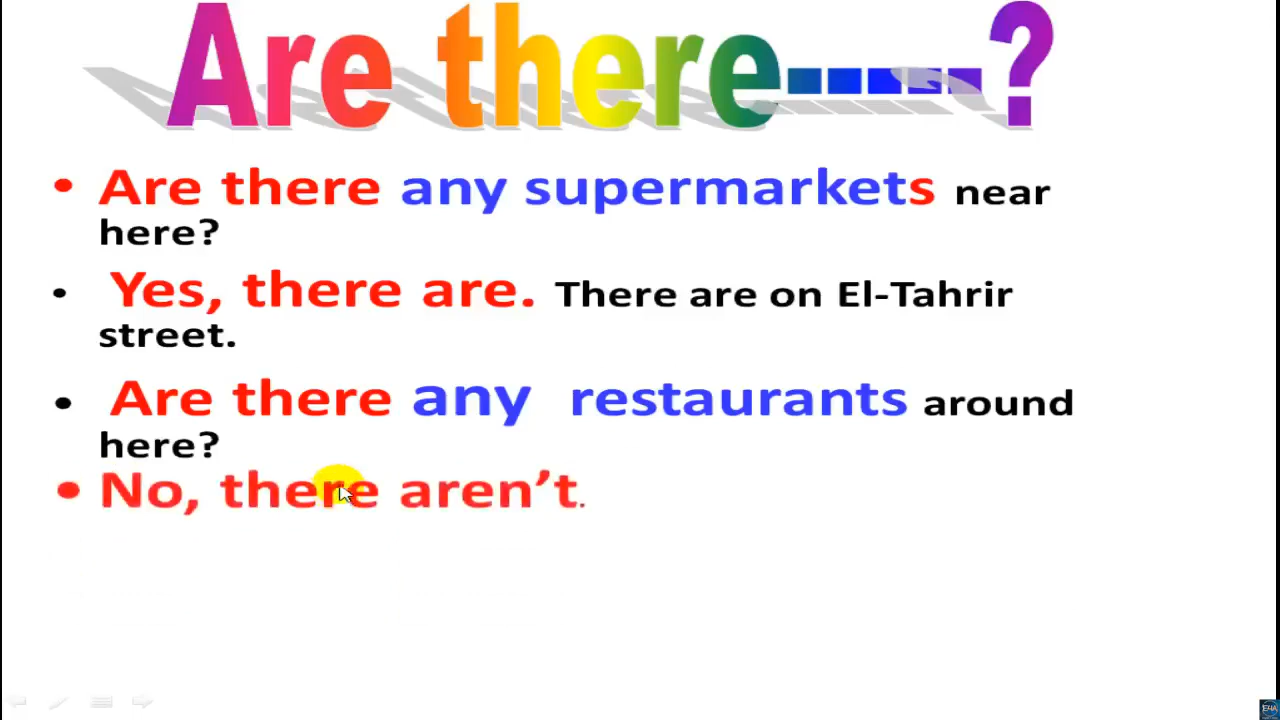 Are there-----?
• Are there any supermarkets near
here?
• Yes, there are. There are on El-Tahrir
street.
• Are there any restaurants around
here?
• No, there aren’t.